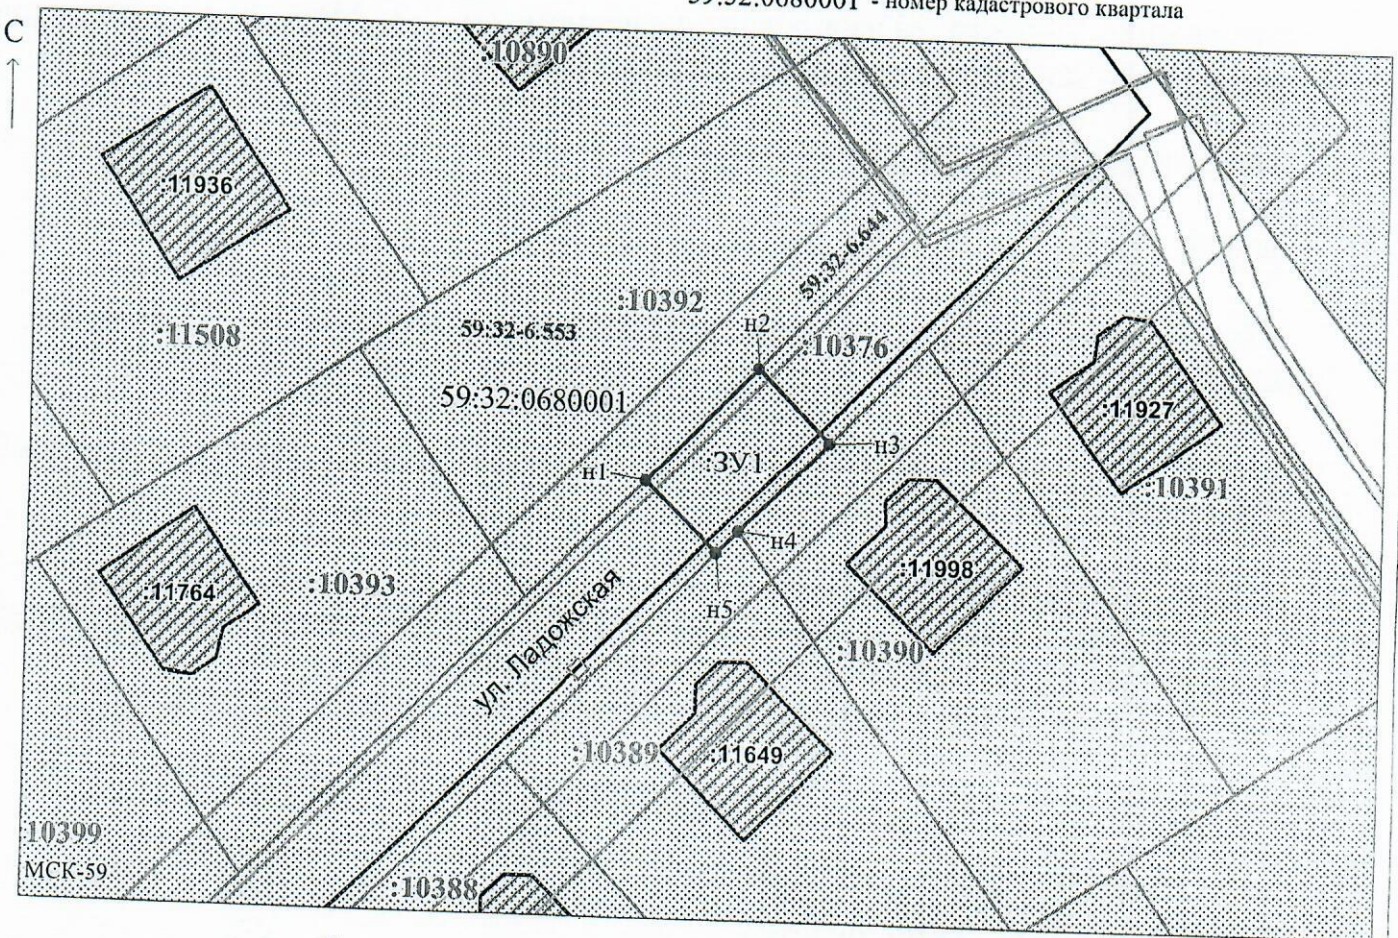 59:32:0680001 - номер кадастрового квартала
С
:10890
:11936
59:32-6.644
:10392
:11508
59:32-6.553
н2
:10376
59:32:0680001
:11927
н3
:ЗУ1
н1
:10391
н4
:11998
:11764
:10393
н5
ул. Ладожская
:10390
:10389
:11649
10399
МСК-59
:10388